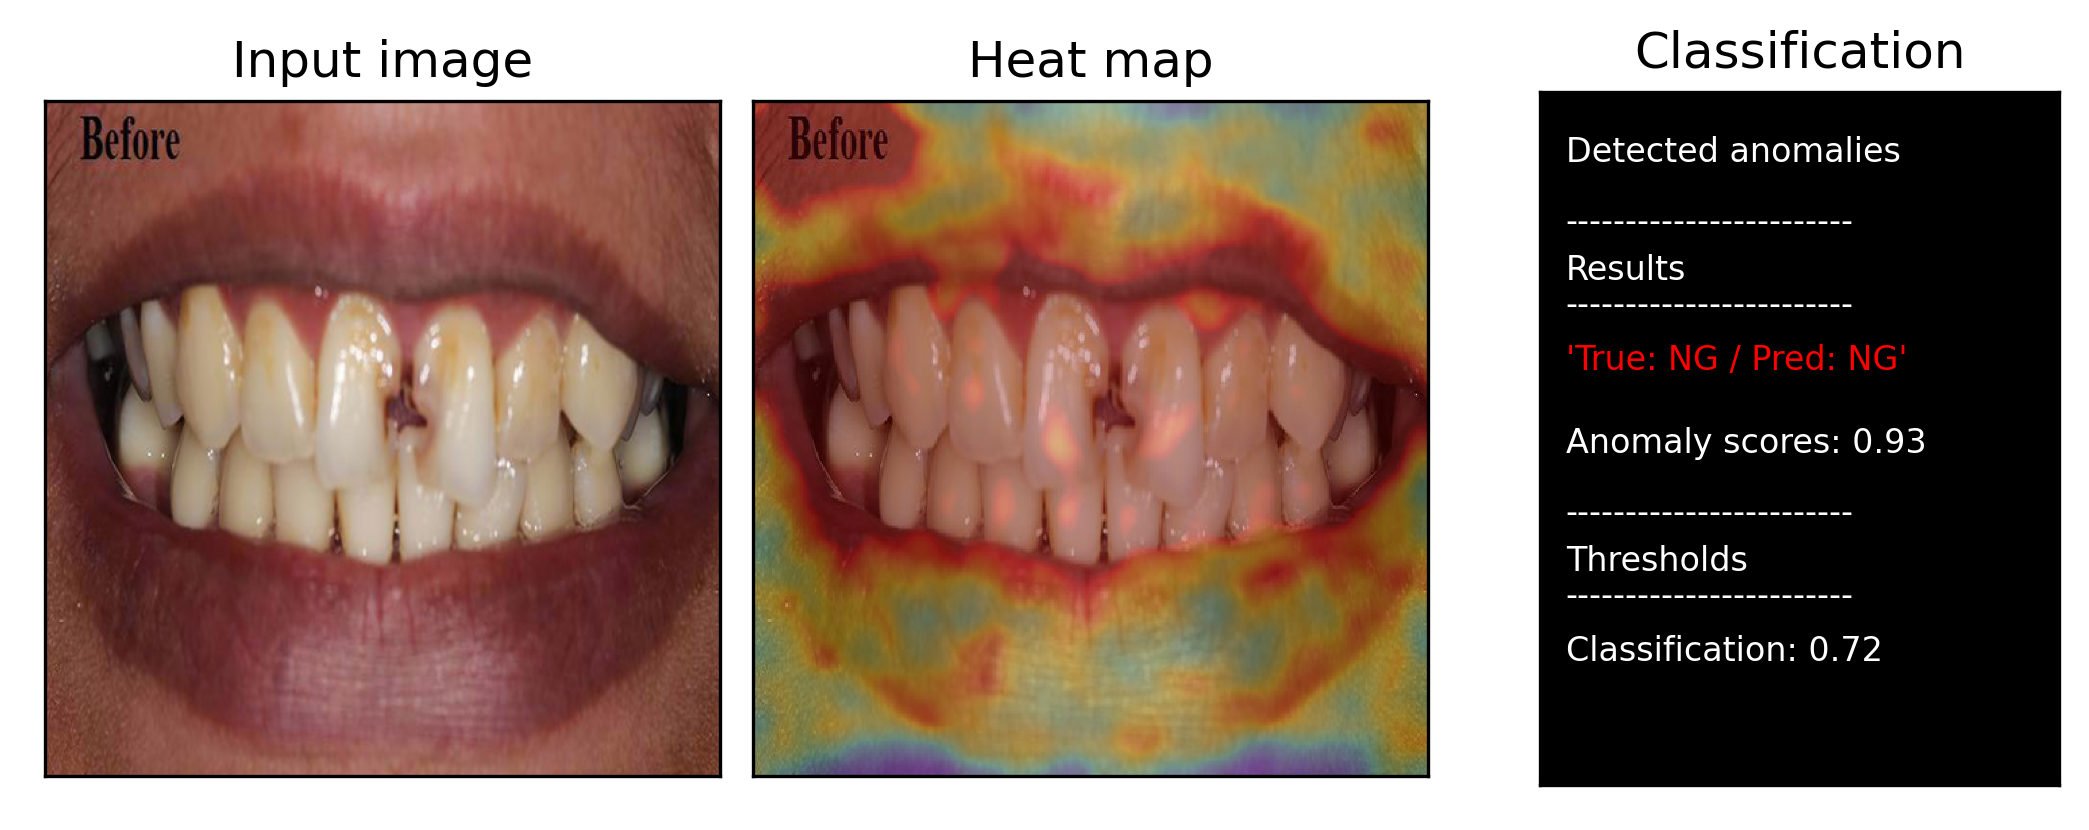 Input image
Heat map
Classification
Before
Before
Detected anomalies
------------------------
Results
------------------------
'True: NG / Pred: NG'
Anomaly scores: 0.93
------------------------
Thresholds
------------------------
Classification: 0.72